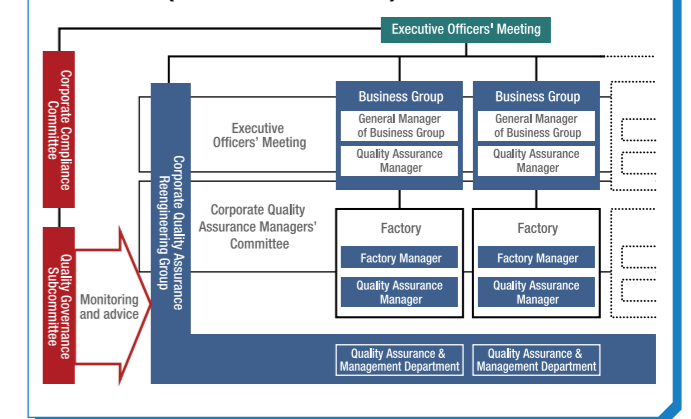 Executive Officers' Meeting
Corporate Compliance
Committee
Quality Governance
Subcommittee
Monitoring
and advice
Corporate Quality Assurance
Reengineering Group
Executive
Officers' Meeting
Corporate Quality
Assurance Managers'
Committee
Business Group
General Manager
of Business Group
Quality Assurance
Manager
Business Group
General Manager
of Business Group
Quality Assurance
Manager
Factory
Factory Manager
Quality Assurance
Manager
Factory
Factory Manager
Quality Assurance
Manager
Quality Assurance &
Management Department
Quality Assurance &
Management Department